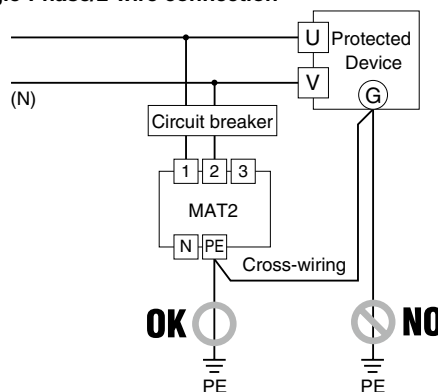 Phase/2-wire connection
U
Protected
Device
V
(N)
G
Circuit breaker
1 2 3
MAT2
N PE
Cross-wiring
OK
NO
PE
PE